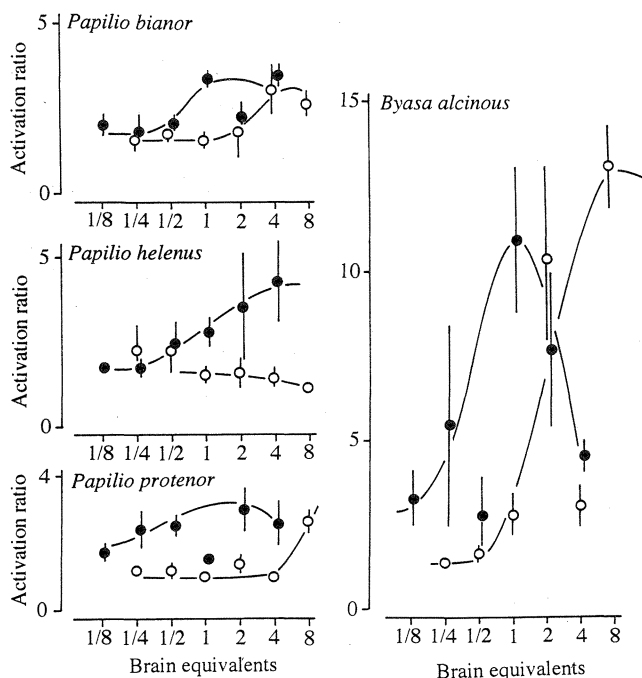 Papilio bianor
Activation ratio
5
0
1/8 1/4 1/2 1 2 4 8
Papilio helenus
Activation ratio
5
0
1/8 1/4 1/2 1 2 4 8
Papilio protenor
Activation ratio
4
1
1/8 1/4 1/2 1 2 4 8
Brain equivalents
Byasa alcinous
15
10
5
0
1/8 1/4 1/2 1 2 4 8
Brain equivalents